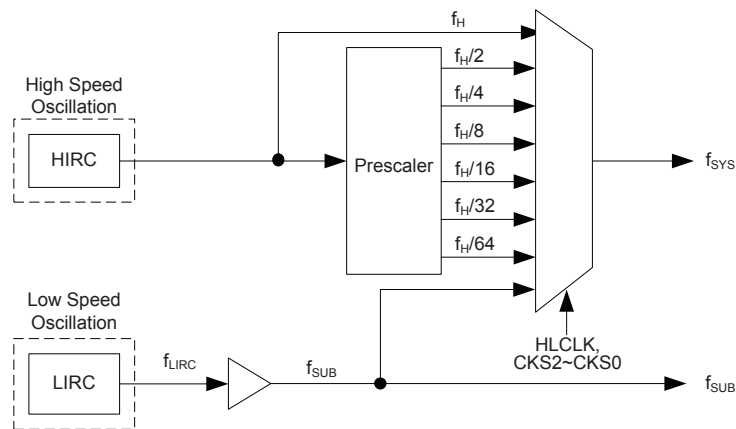 f_H
High Speed
Oscillation
HIRC
Prescaler
f_H/2
f_H/4
f_H/8
f_H/16
f_H/32
f_H/64
f_SYS
Low Speed
Oscillation
LIRC
f_LIRC
f_SUB
HLCLK,
CKS2~CKS0
f_SUB